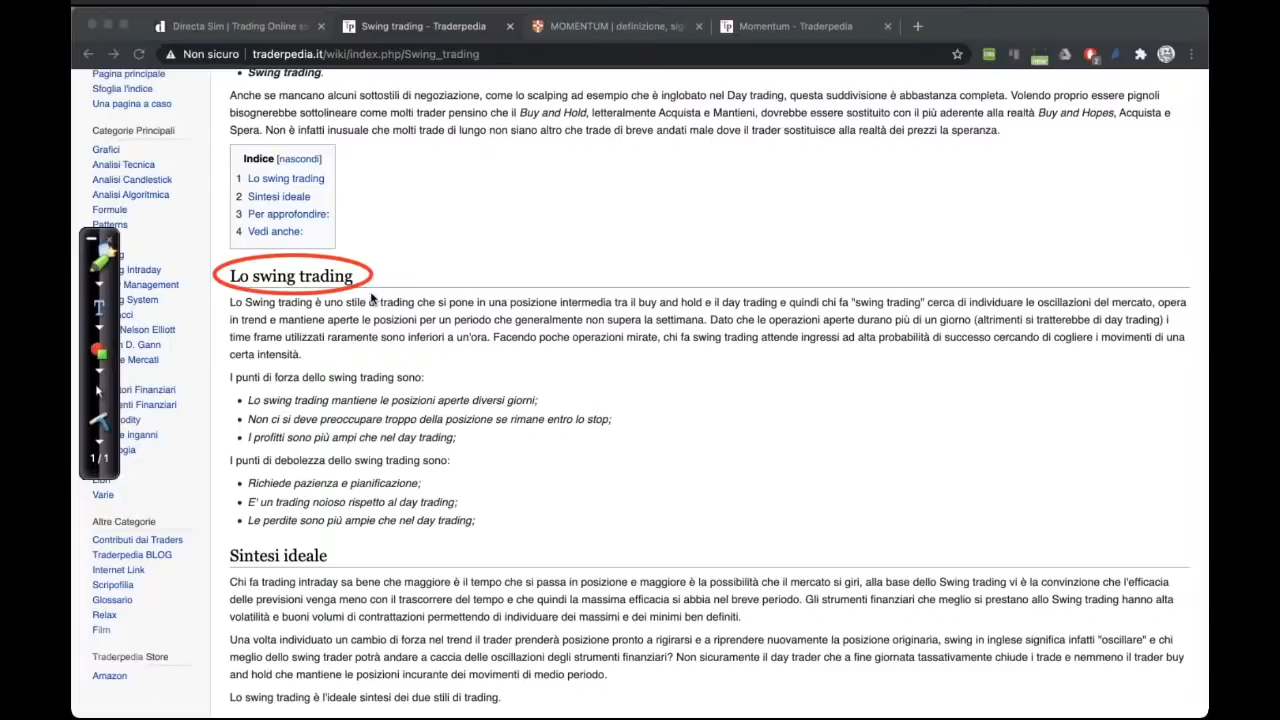 Directa Sim | Trading Online s
Swing trading - Traderpedia
MOMENTUM | definizione, sig
Momentum - Traderpedia
Non sicuro | traderpedia.it/wiki/index.php/Swing_trading
Pagina principale
Sfoglia l'indice
Una pagina a caso
Categorie Principali
Grafici
Analisi Tecnica
Analisi Candlestick
Analisi Algoritmica
Formule
Patterns
g
g Intraday
y Management
g System
cci
Nelson Elliott
n D. Gann
e Mercati
tori Finanziari
enti Finanziari
odity
e inganni
logia
Libri
Varie
Altre Categorie
Contributi dai Traders
Traderpedia BLOG
Internet Link
Scripofilia
Glossario
Relax
Film
Traderpedia Store
Amazon
T
1/1
• Swing trading.
Anche se mancano alcuni sottostili di negoziazione, come lo scalping ad esempio che è inglobato nel Day trading, questa suddivisione è abbastanza completa. Volendo proprio essere pignoli
bisognerebbe sottolineare come molti trader pensino che il Buy and Hold, letteralmente Acquista e Mantieni, dovrebbe essere sostituito con il più aderente alla realtà Buy and Hopes, Acquista e
Spera. Non è infatti inusuale che molti trade di lungo non siano altro che trade di breve andati male dove il trader sostituisce alla realtà dei prezzi la speranza.
Indice [nascondi]
1 Lo swing trading
2 Sintesi ideale
3 Per approfondire:
4 Vedi anche:
Lo swing trading
Lo Swing trading è uno stile di trading che si pone in una posizione intermedia tra il buy and hold e il day trading e quindi chi fa "swing trading" cerca di individuare le oscillazioni del mercato, opera
in trend e mantiene aperte le posizioni per un periodo che generalmente non supera la settimana. Dato che le operazioni aperte durano più di un giorno (altrimenti si tratterebbe di day trading) i
time frame utilizzati raramente sono inferiori a un'ora. Facendo poche operazioni mirate, chi fa swing trading attende ingressi ad alta probabilità di successo cercando di cogliere i movimenti di una
certa intensità.
I punti di forza dello swing trading sono:
• Lo swing trading mantiene le posizioni aperte diversi giorni;
• Non ci si deve preoccupare troppo della posizione se rimane entro lo stop;
• I profitti sono più ampi che nel day trading;
I punti di debolezza dello swing trading sono:
• Richiede pazienza e pianificazione;
• E' un trading noioso rispetto al day trading;
• Le perdite sono più ampie che nel day trading;
Sintesi ideale
Chi fa trading intraday sa bene che maggiore è il tempo che si passa in posizione e maggiore è la possibilità che il mercato si giri, alla base dello Swing trading vi è la convinzione che l'efficacia
delle previsioni venga meno con il trascorrere del tempo e che quindi la massima efficacia si abbia nel breve periodo. Gli strumenti finanziari che meglio si prestano allo Swing trading hanno alta
volatilità e buoni volumi di contrattazioni permettendo di individuare dei massimi e dei minimi ben definiti.
Una volta individuato un cambio di forza nel trend il trader prenderà posizione pronto a rigirarsi e a riprendere nuovamente la posizione originaria, swing in inglese significa infatti "oscillare" e chi
meglio dello swing trader potrà andare a caccia delle oscillazioni degli strumenti finanziari? Non sicuramente il day trader che a fine giornata tassativamente chiude i trade e nemmeno il trader buy
and hold che mantiene le posizioni incurante dei movimenti di medio periodo.
Lo swing trading è l'ideale sintesi dei due stili di trading.